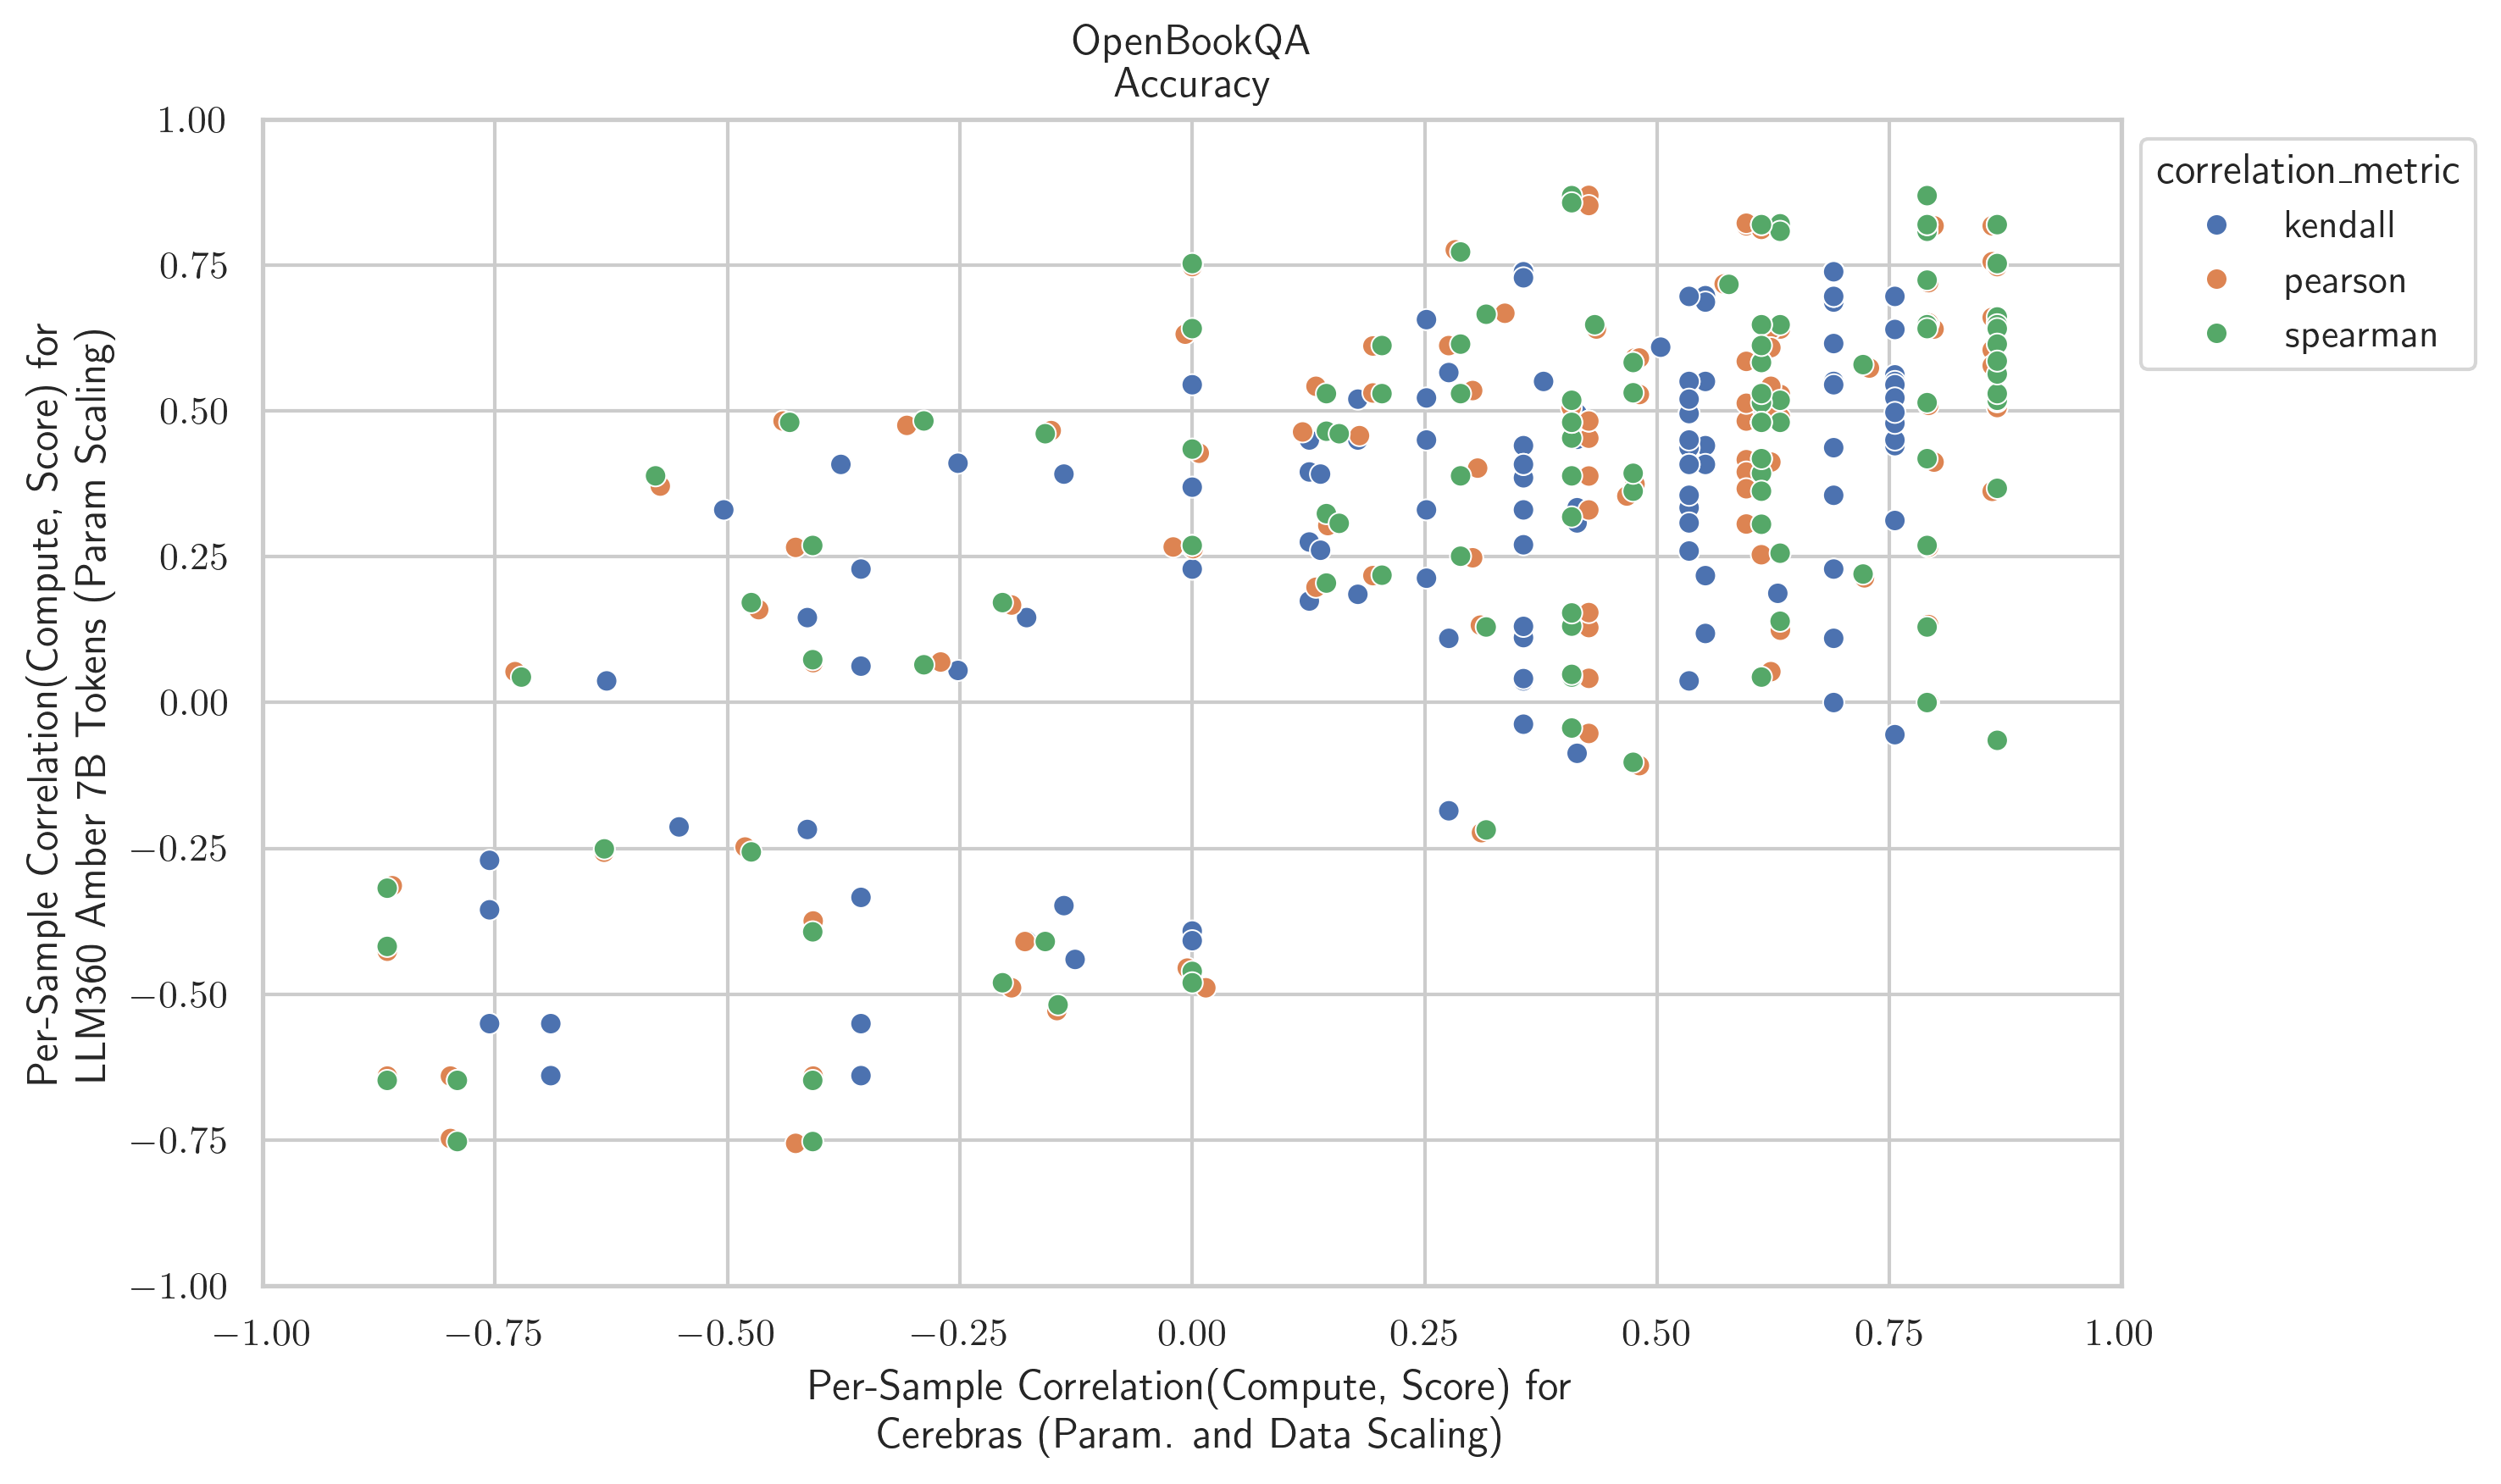 OpenBookQA
Accuracy
1.00
0.75
0.50
0.25
0.00
−0.25
−0.50
−0.75
−1.00
Per-Sample Correlation(Compute, Score) for
LLM360 Amber 7B Tokens (Param Scaling)
correlation_metric
kendall
pearson
spearman
−1.00 −0.75 −0.50 −0.25 0.00 0.25 0.50 0.75 1.00
Per-Sample Correlation(Compute, Score) for
Cerebras (Param. and Data Scaling)